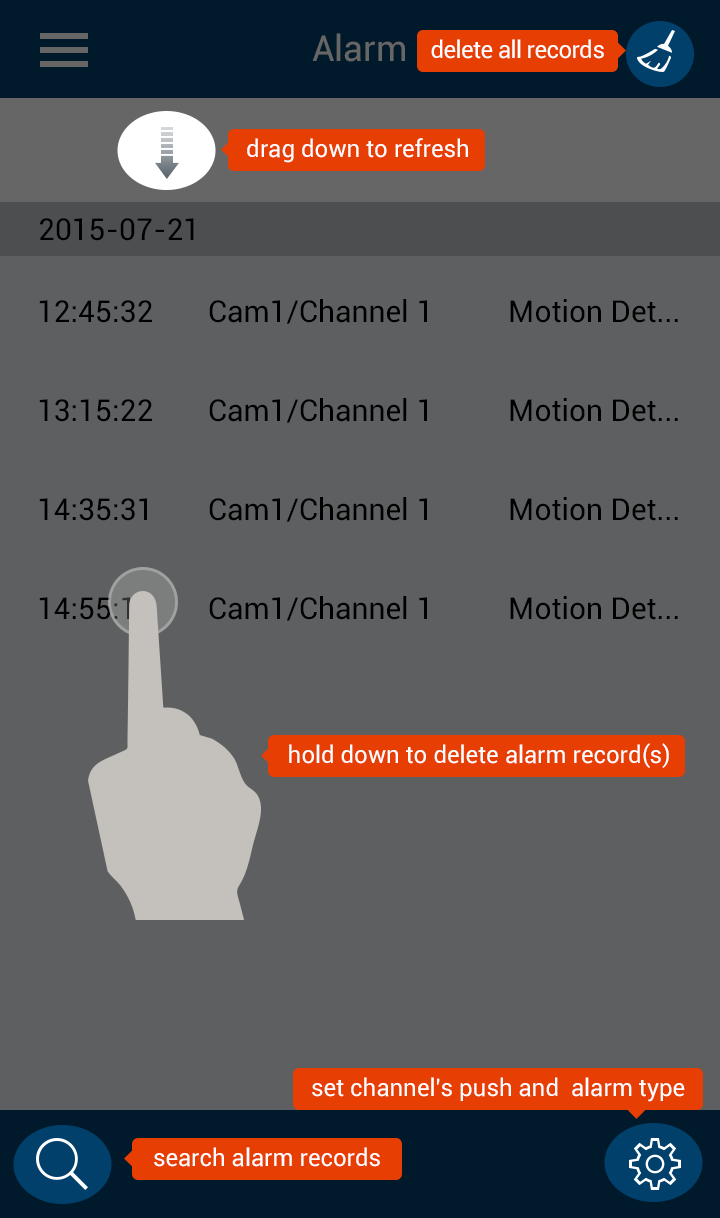 Alarm
delete all records
drag down to refresh
2015-07-21
12:45:32 Cam1/Channel 1 Motion Det...
13:15:22 Cam1/Channel 1 Motion Det...
14:35:31 Cam1/Channel 1 Motion Det...
14:55: Cam1/Channel 1 Motion Det...
hold down to delete alarm record(s)
set channel's push and alarm type
search alarm records